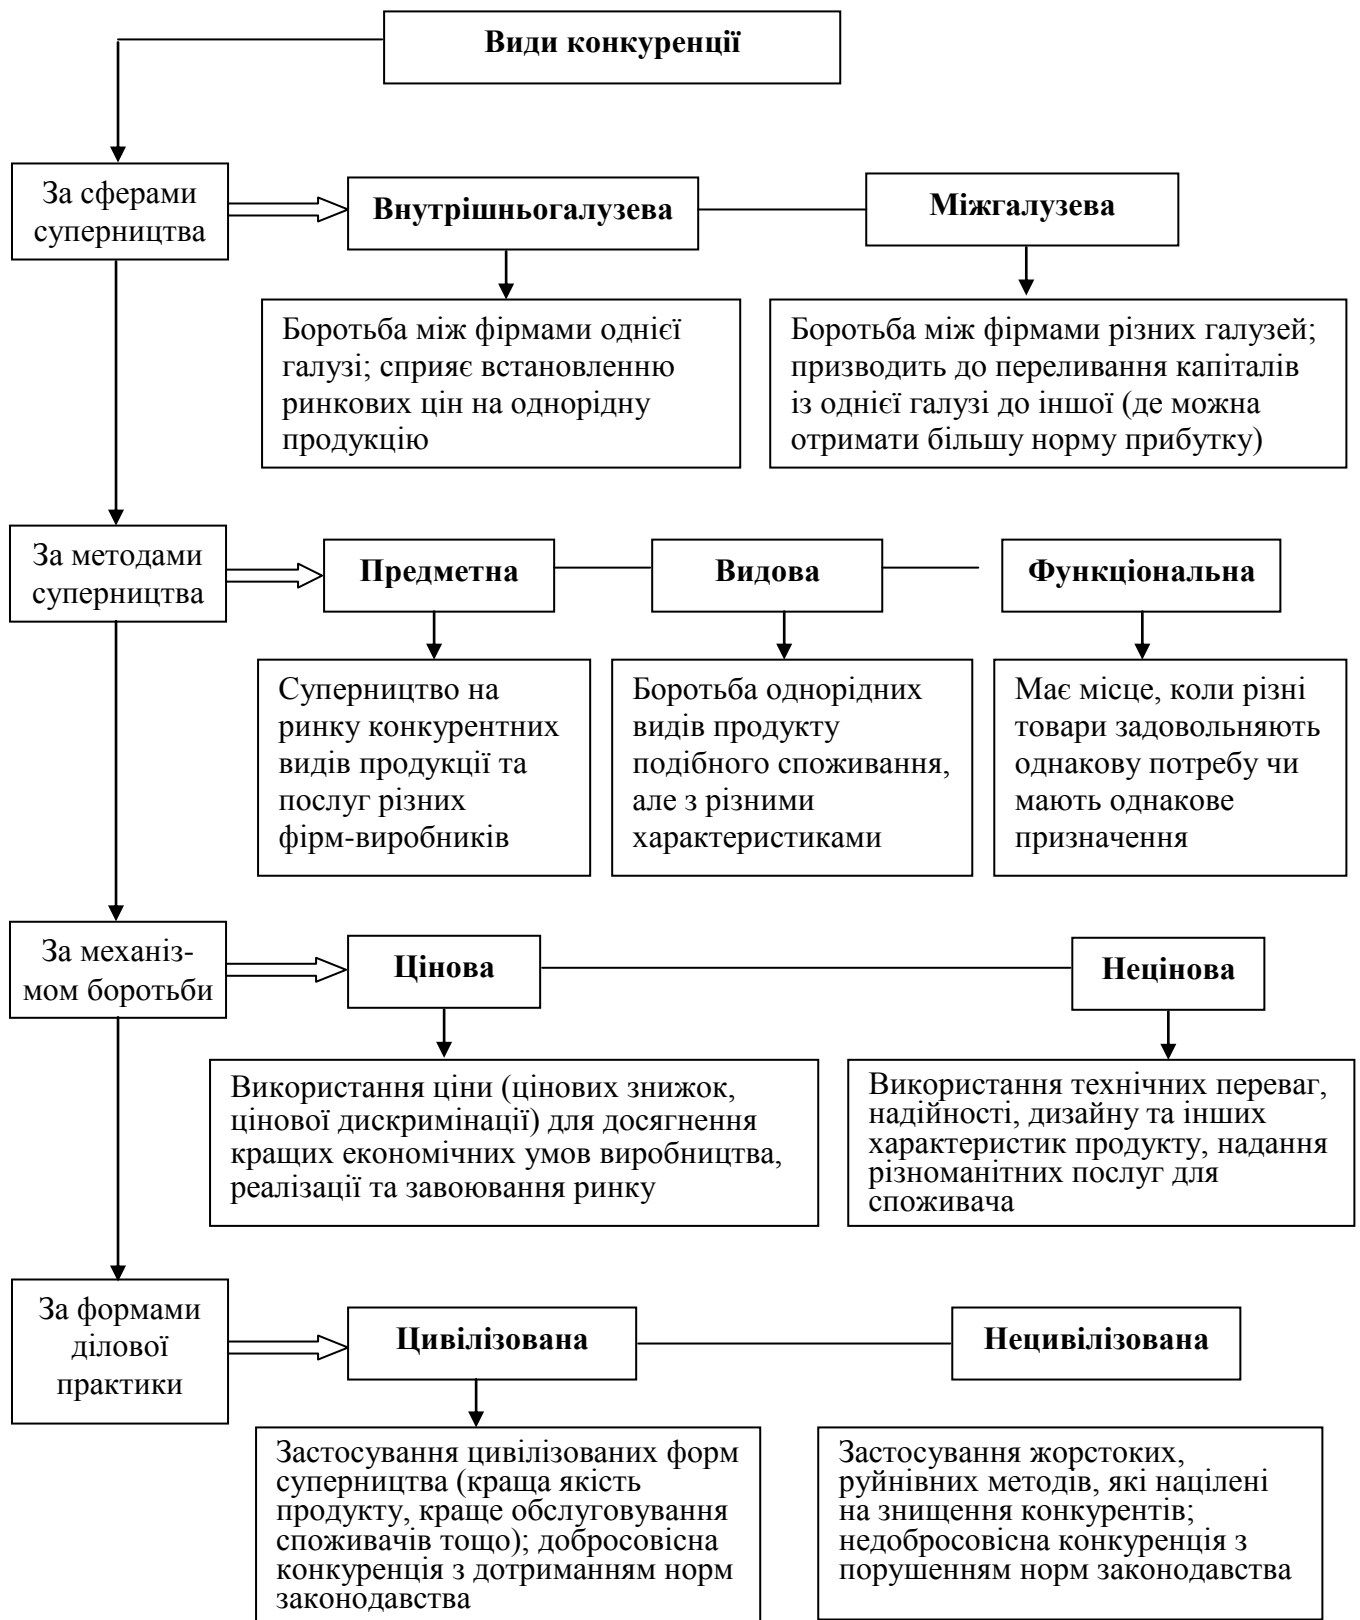 Види конкуренції
За сферами
суперництва
Внутрішньогалузева
Міжгалузева
Боротьба між фірмами однієї
галузі; сприяє встановленню
ринкових цін на однорідну
продукцію
Боротьба між фірмами різних галузей;
призводить до переливання капіталів
із однієї галузі до іншої (де можна
отримати більшу норму прибутку)
За методами
суперництва
Предметна
Видова
Функціональна
Суперництво на
ринку конкурентних
видів продукції та
послуг різних
фірм-виробників
Боротьба однорідних
видів продукту
подібного споживання,
але з різними
характеристиками
Має місце, коли різні
товари задовольняють
однакову потребу чи
мають однакове
призначення
За механіз-
мом боротьби
Цінова
Нецінова
Використання ціни (цінових знижок,
цінової дискримінації) для досягнення
кращих економічних умов виробництва,
реалізації та завоювання ринку
Використання технічних переваг,
надійності, дизайну та інших
характеристик продукту, надання
різноманітних послуг для
споживача
За формами
ділової
практики
Цивілізована
Нецивілізована
Застосування цивілізованих форм
суперництва (краща якість
продукту, краще обслуговування
споживачів тощо); добросовісна
конкуренція з дотриманням норм
законодавства
Застосування жорстоких,
руйнівних методів, які націлені
на знищення конкурентів;
недобросовісна конкуренція з
порушенням норм законодавства